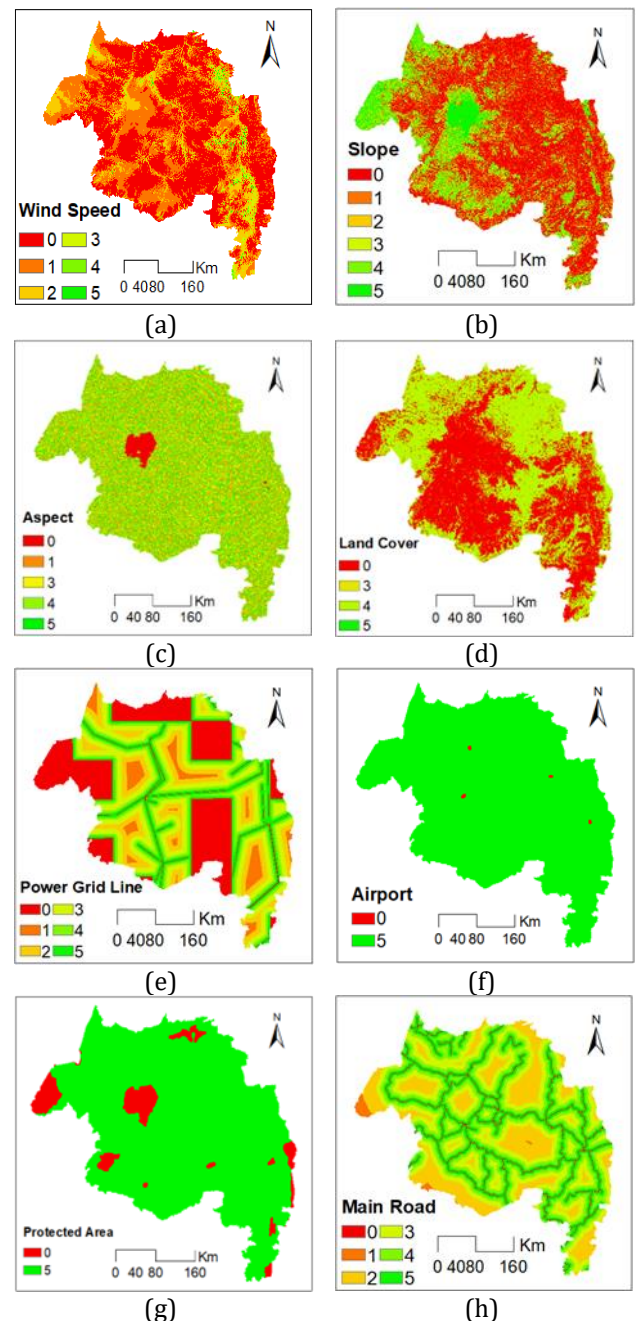 N
N
Wind Speed
0 3
1 4
2 5
Km
0 4080 160
Slope
0
1
2
3
4
5
Km
0 4080 160
(a) (b)
N
N
Aspect
0
1
3
4
5
Km
0 40 80 160
Land Cover
0
3
4
5
Km
0 40 80 160
(c) (d)
N
N
Power Grid Line
0 3
1 4
2 5
Km
0 4080 160
Airport
0
5
Km
0 4080 160
(e) (f)
N
N
Protected Area
0
5
Km
0 40 80 160
Main Road
0 3
1 4
2 5
Km
0 4080 160
(g) (h)